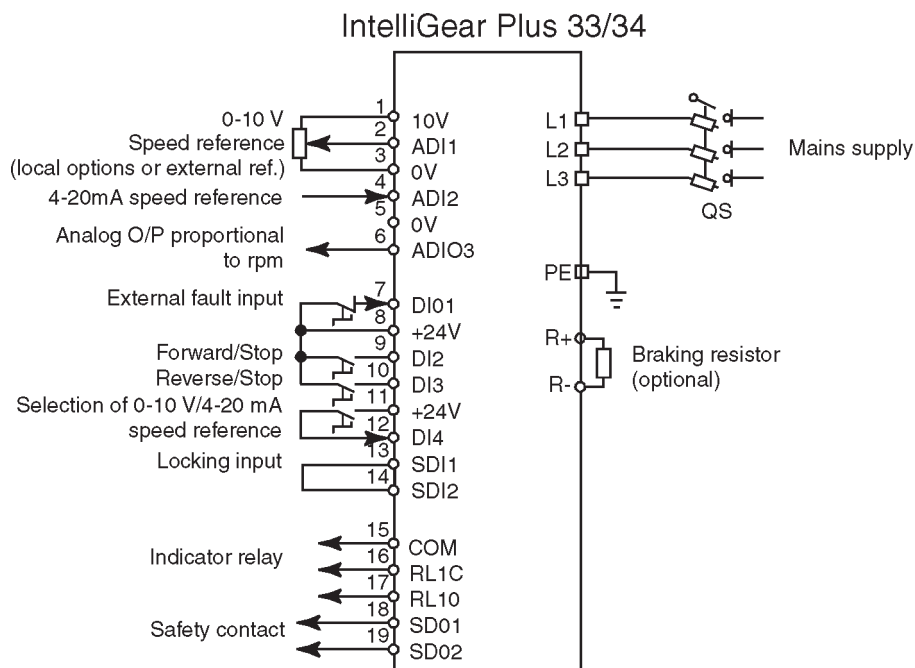 IntelliGear Plus 33/34
0-10 V
Speed reference
(local options or external ref.)
4-20mA speed reference
Analog O/P proportional
to rpm
External fault input
Forward/Stop
Reverse/Stop
Selection of 0-10 V/4-20 mA
speed reference
Locking input
Indicator relay
Safety contact
1 10V
2 ADI1
3 0V
4 ADI2
5 0V
6 ADIO3
7 DI01
8 +24V
9 DI2
10 DI3
11 +24V
12 DI4
13 SDI1
14 SDI2
15 COM
16 RL1C
17 RL10
18 SD01
19 SD02
L1
L2
L3
QS
Mains supply
PE
R+
R-
Braking resistor
(optional)